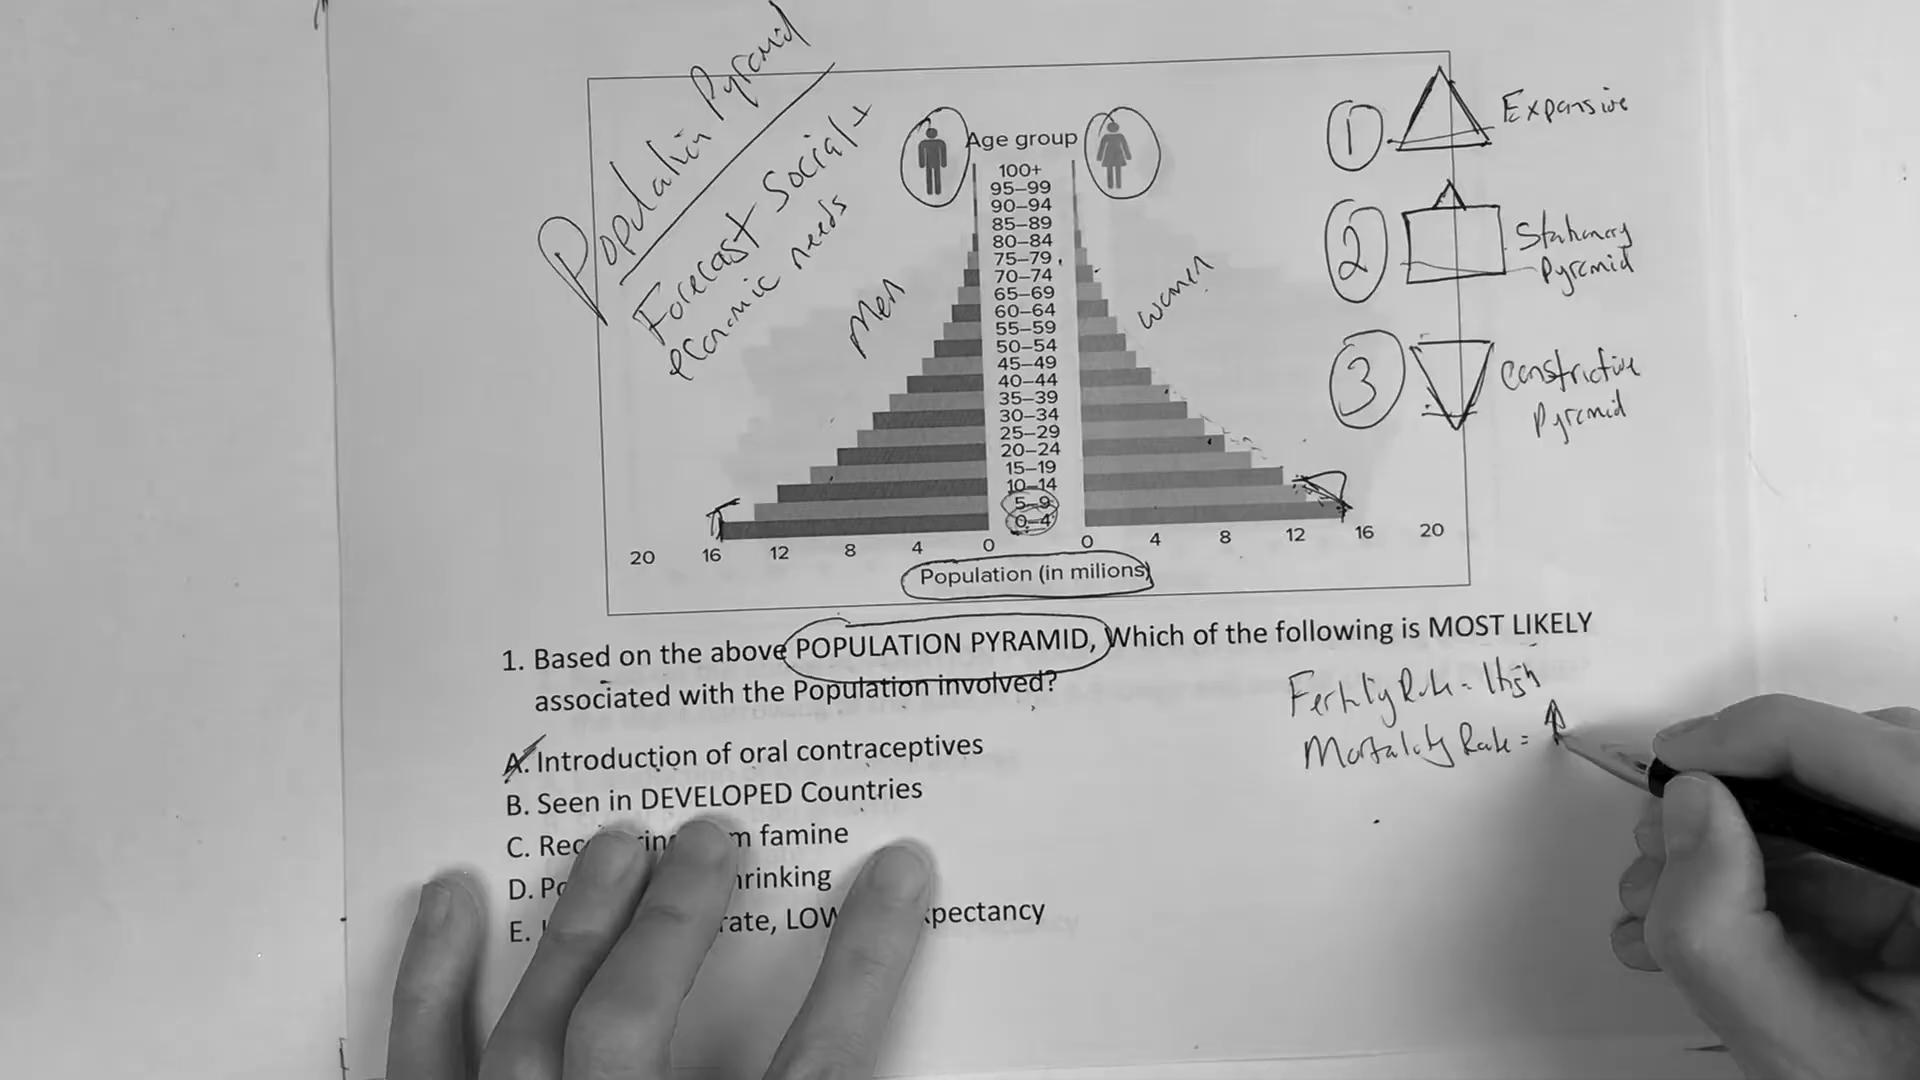 Population Pyramid
Forecast Social +
economic needs
Men
Women
Age group
100+
95–99
90–94
85–89
80–84
75–79
70–74
65–69
60–64
55–59
50–54
45–49
40–44
35–39
30–34
25–29
20–24
15–19
10–14
5–9
0–4
20 16 12 8 4 0 0 4 8 12 16 20
Population (in milions)
1 Expansive
2 Stationary
Pyramid
3 Constrictive
Pyramid
1. Based on the above POPULATION PYRAMID, Which of the following is MOST LIKELY
associated with the Population involved?
Fertility Rate = High
Mortality Rate = ↑
A. Introduction of oral contraceptives
B. Seen in DEVELOPED Countries
C. famine
D.
E. rate,